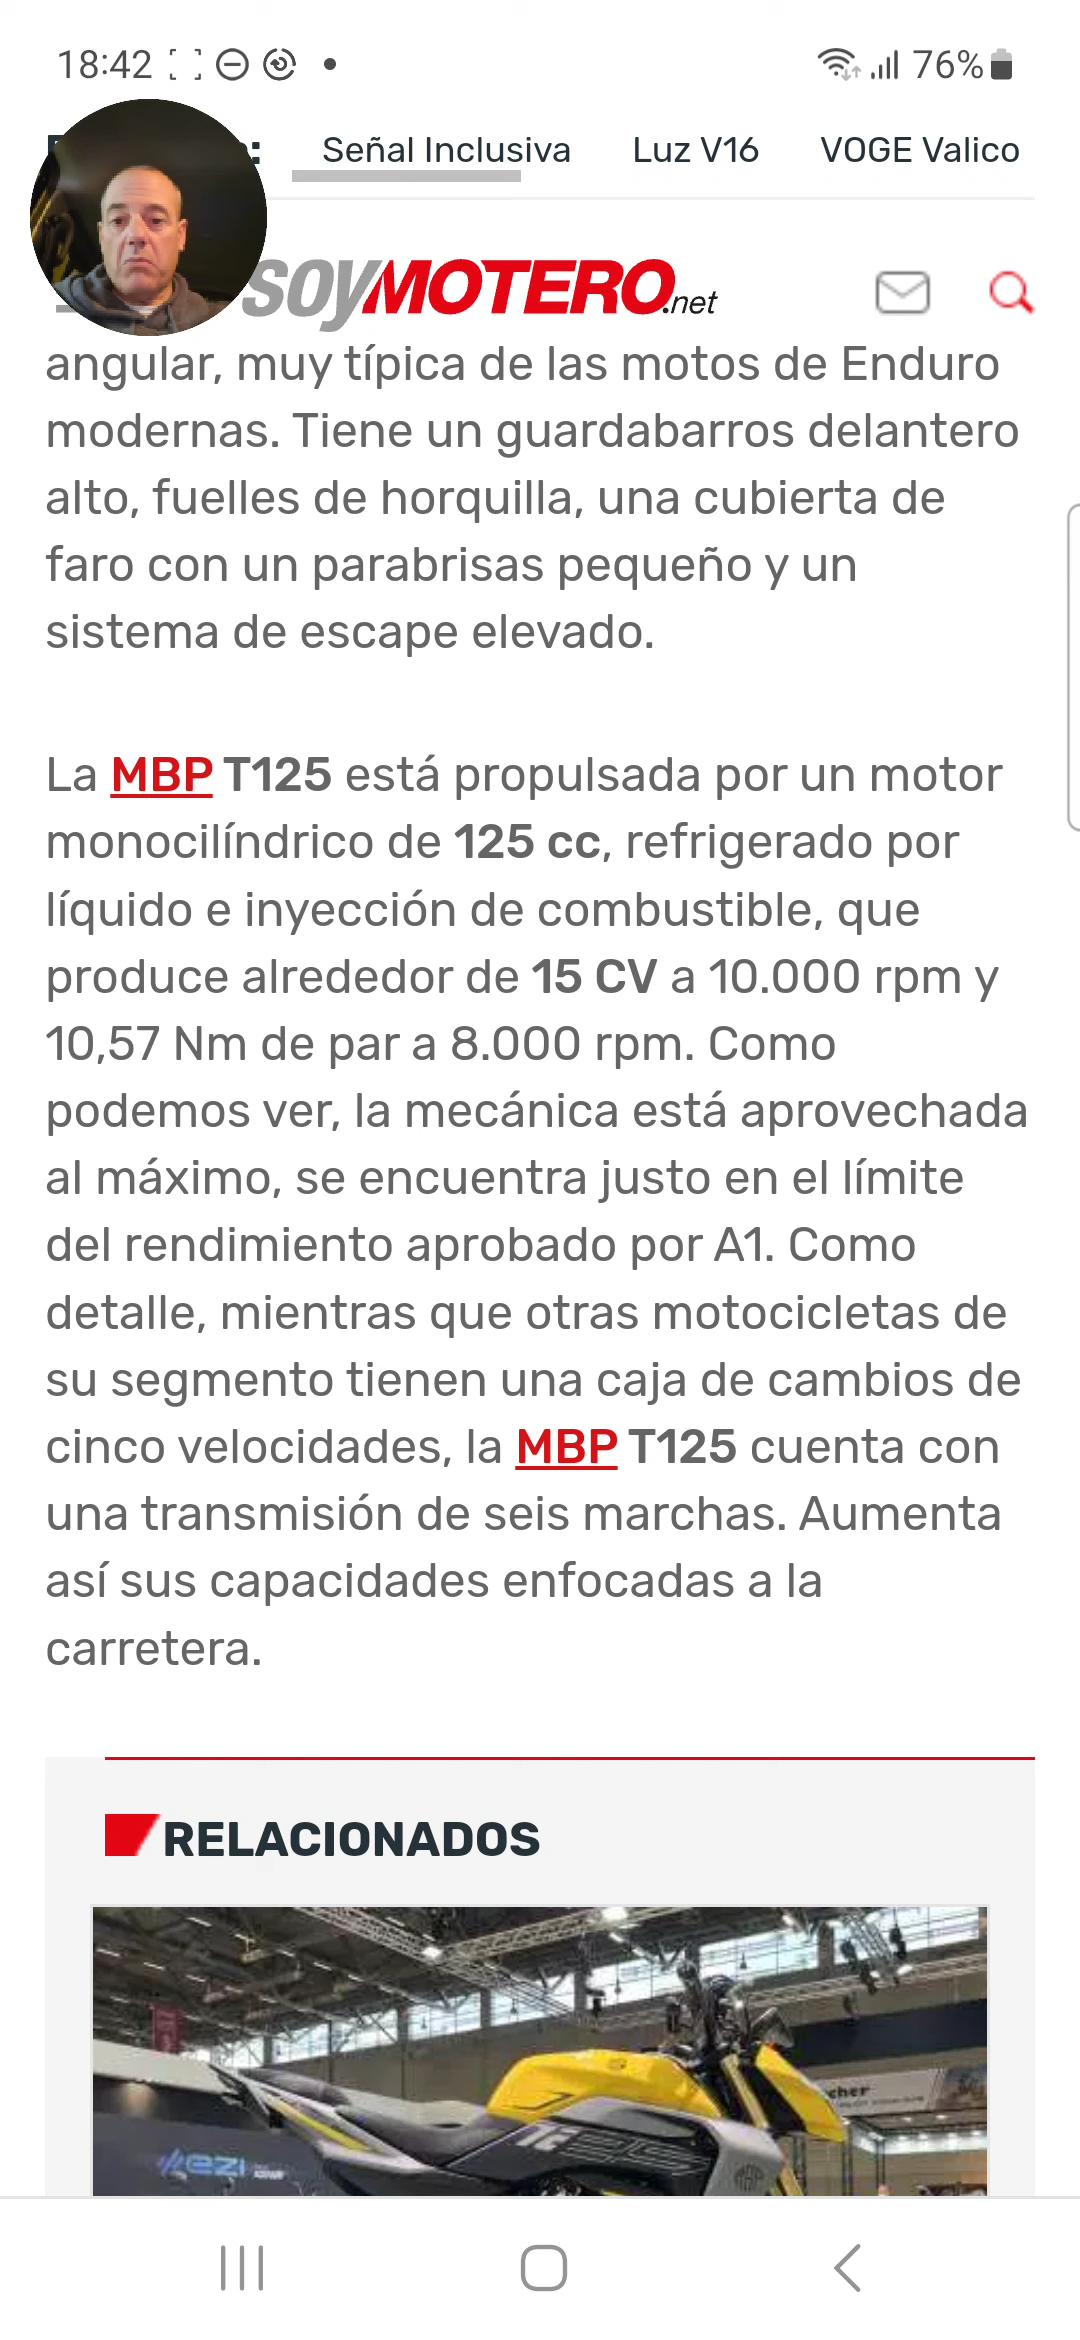 18:42
76%
Señal Inclusiva Luz V16 VOGE Valico
SOYMOTERO.net
angular, muy típica de las motos de Enduro
modernas. Tiene un guardabarros delantero
alto, fuelles de horquilla, una cubierta de
faro con un parabrisas pequeño y un
sistema de escape elevado.
La MBP T125 está propulsada por un motor
monocilíndrico de 125 cc, refrigerado por
líquido e inyección de combustible, que
produce alrededor de 15 CV a 10.000 rpm y
10,57 Nm de par a 8.000 rpm. Como
podemos ver, la mecánica está aprovechada
al máximo, se encuentra justo en el límite
del rendimiento aprobado por A1. Como
detalle, mientras que otras motocicletas de
su segmento tienen una caja de cambios de
cinco velocidades, la MBP T125 cuenta con
una transmisión de seis marchas. Aumenta
así sus capacidades enfocadas a la
carretera.
RELACIONADOS